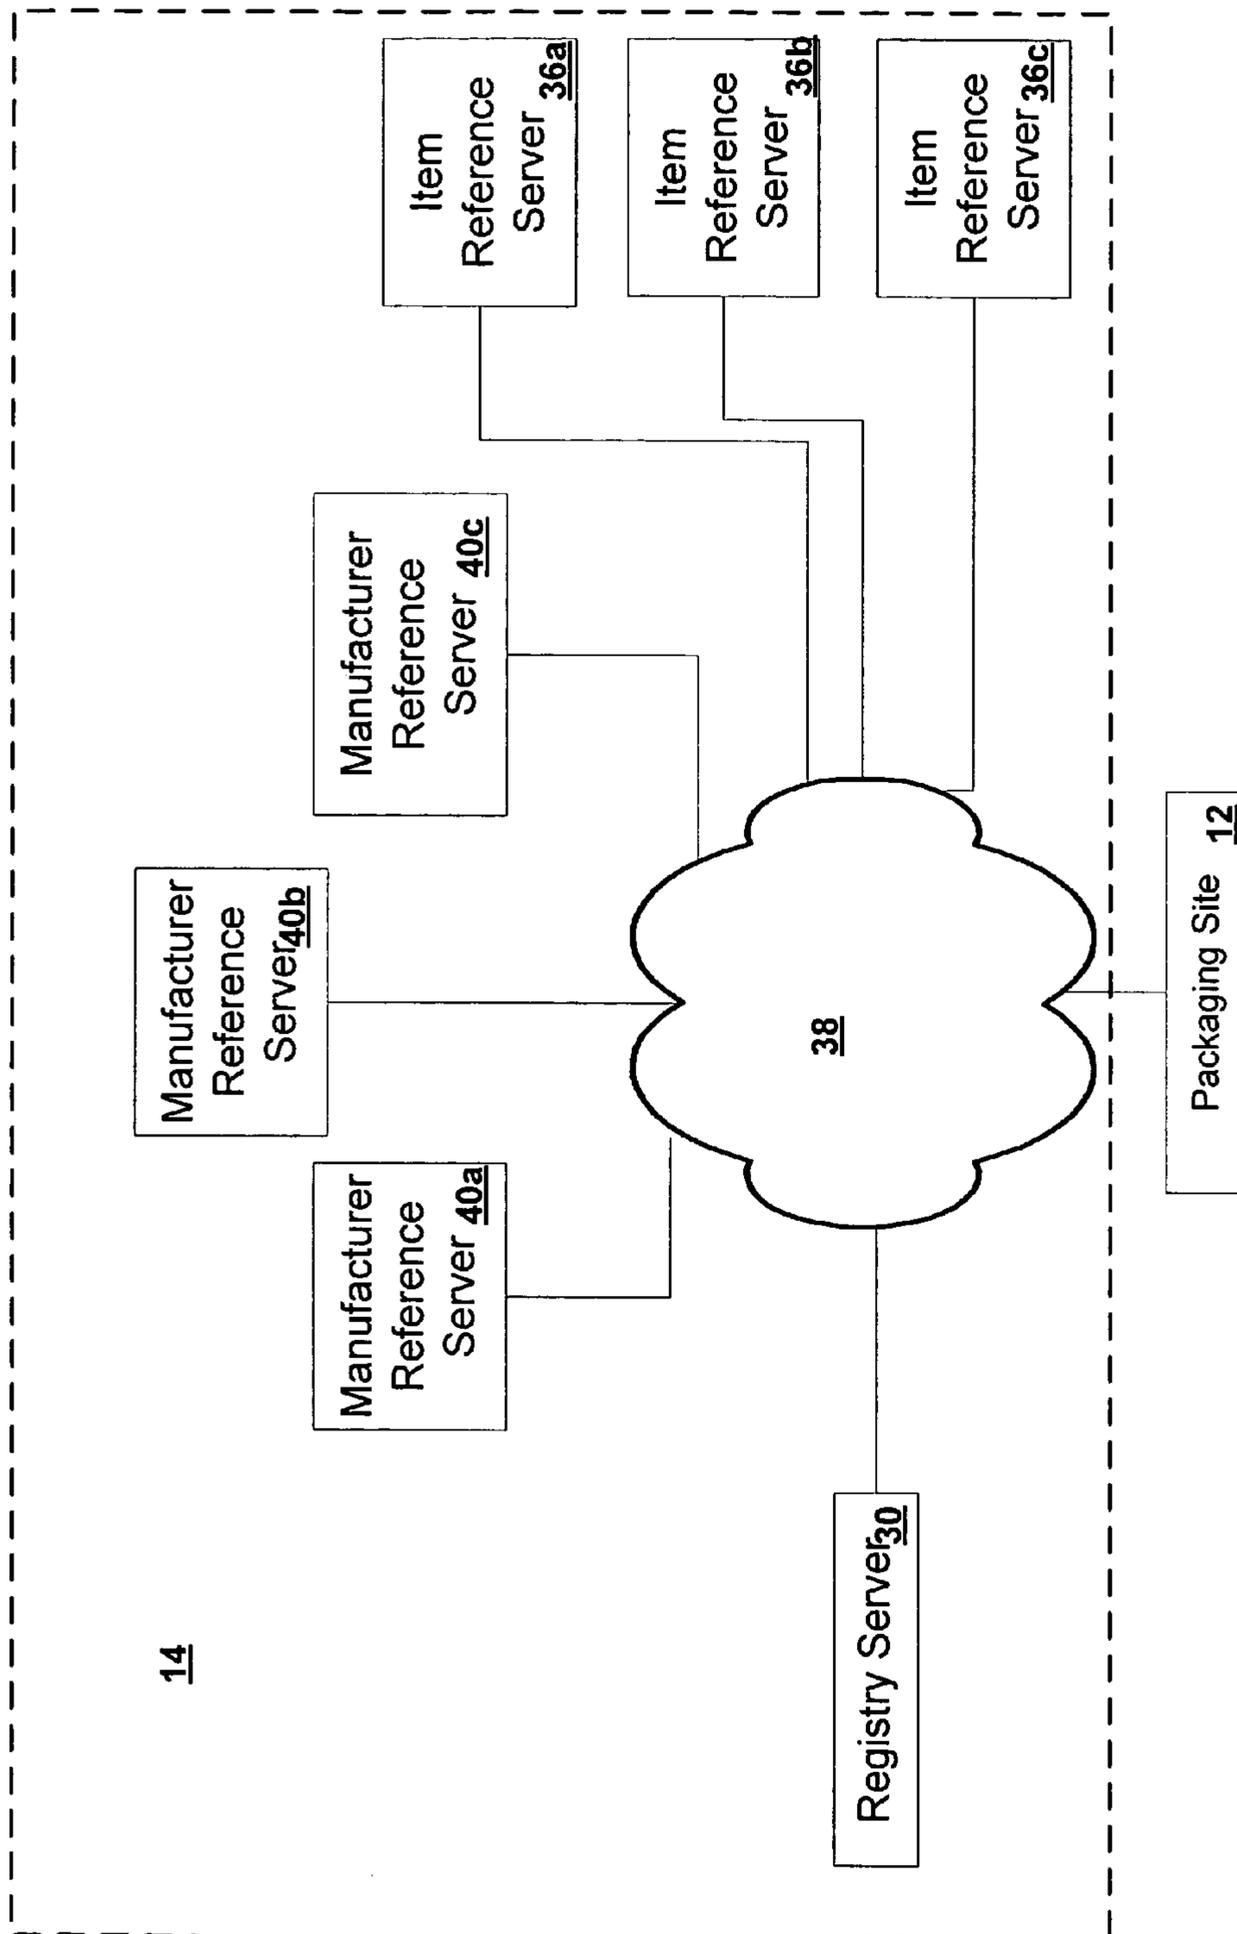 14
Manufacturer
Reference
Server 40a
Manufacturer
Reference
Server 40b
Manufacturer
Reference
Server 40c
Item
Reference
Server 36a
Item
Reference
Server 36b
Item
Reference
Server 36c
38
Registry Server 30
Packaging Site 12